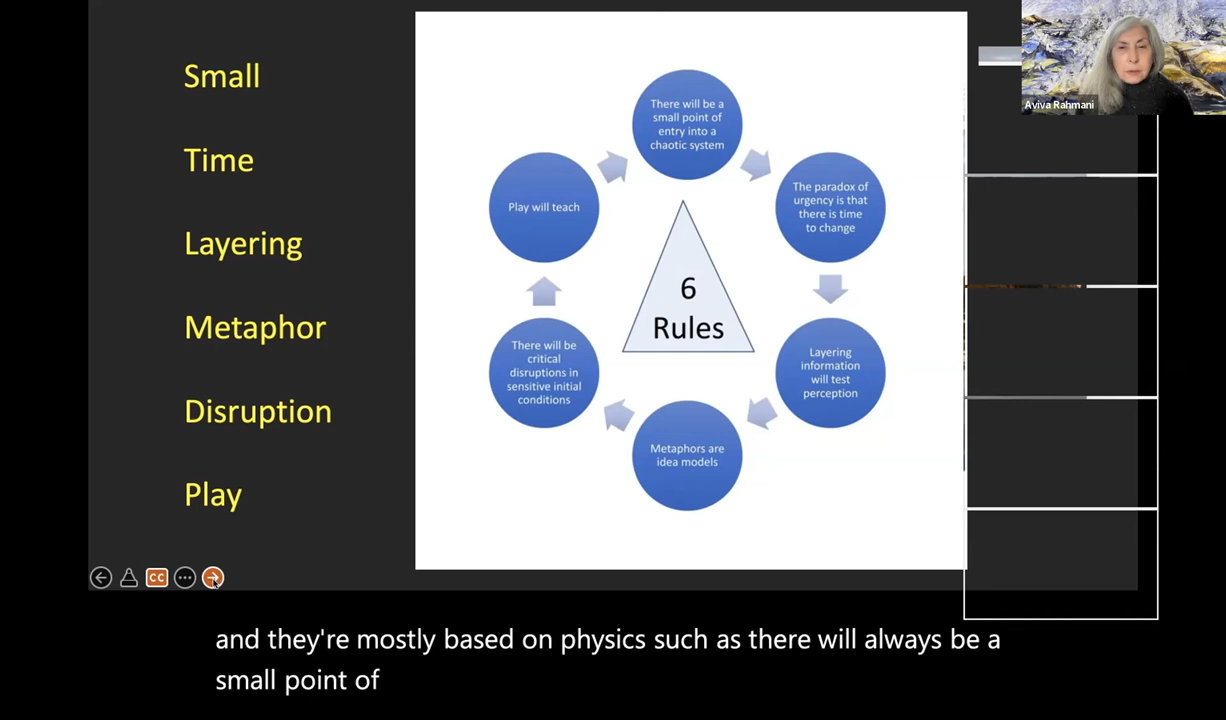 Small
Time
Layering
Metaphor
Disruption
Play
There will be a
small point of
entry into a
chaotic system
The paradox of
urgency is that
there is time
to change
Layering
information
will test
perception
Metaphors are
idea models
There will be
critical
disruptions in
sensitive initial
conditions
Play will teach
6
Rules
Aviva Rahmani
CC
and they're mostly based on physics such as there will always be a
small point of